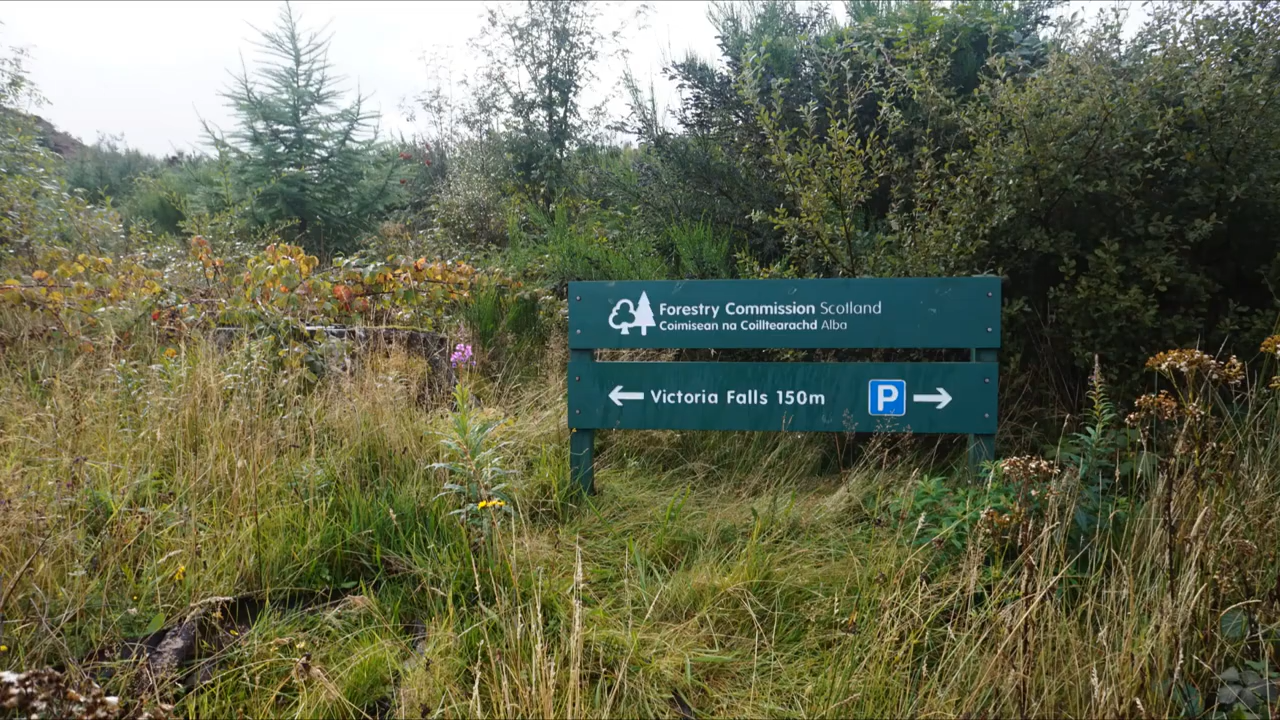 Forestry Commission Scotland
Coimisean na Coilltearachd Alba
← Victoria Falls 150m P →